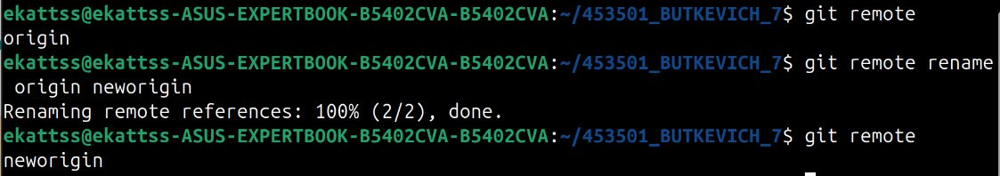 ekattss@ekattss-ASUS-EXPERTBOOK-B5402CVA-B5402CVA:~/453501_BUTKEVICH_7$ git remote
origin
ekattss@ekattss-ASUS-EXPERTBOOK-B5402CVA-B5402CVA:~/453501_BUTKEVICH_7$ git remote rename
 origin neworigin
Renaming remote references: 100% (2/2), done.
ekattss@ekattss-ASUS-EXPERTBOOK-B5402CVA-B5402CVA:~/453501_BUTKEVICH_7$ git remote
neworigin